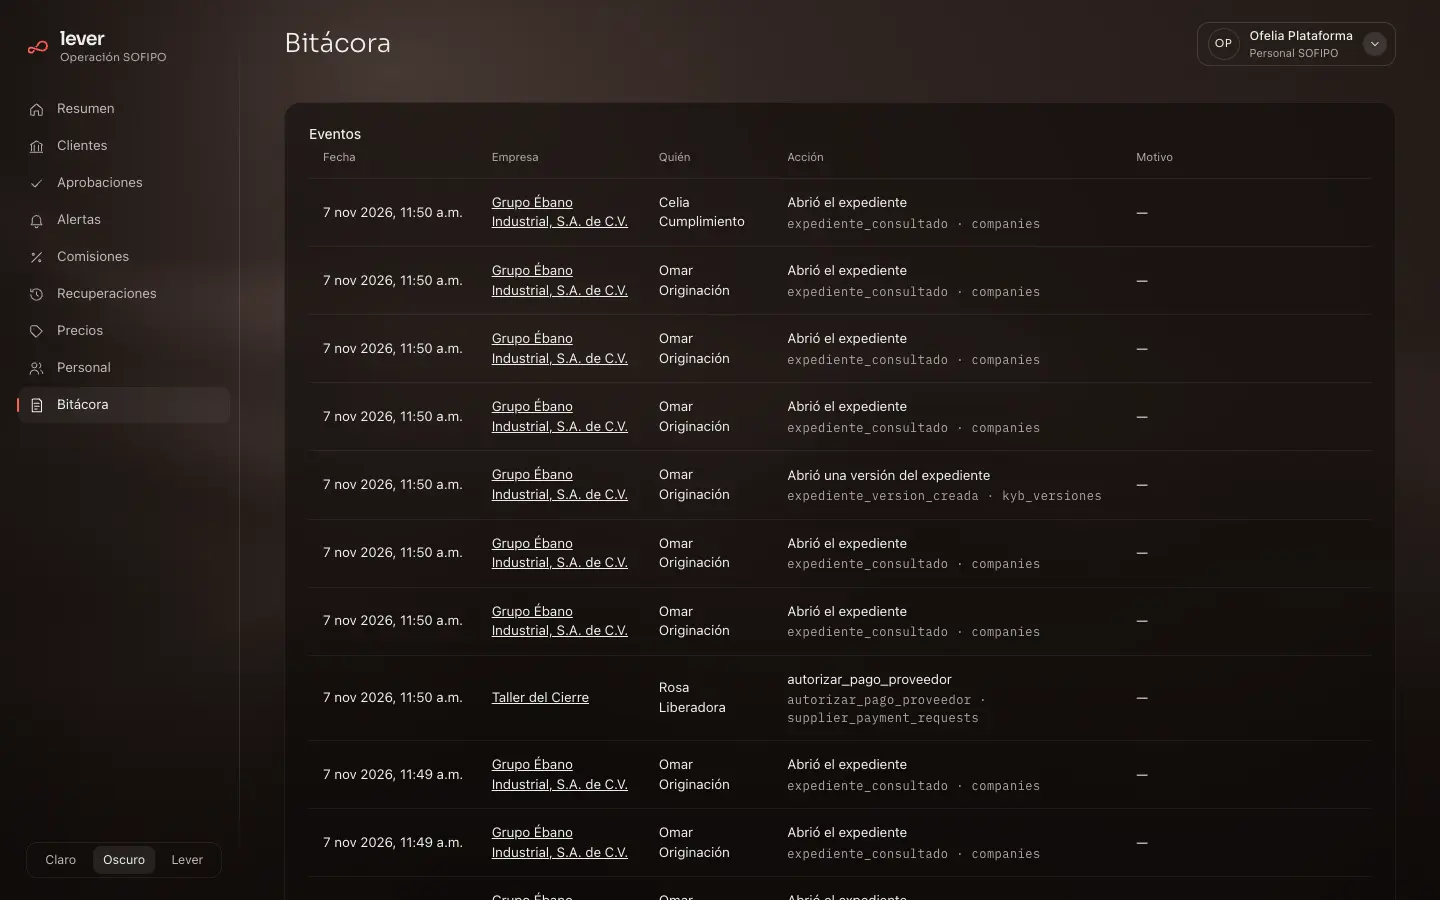 lever
Operación SOFIPO
Resumen
Clientes
Aprobaciones
Alertas
Comisiones
Recuperaciones
Precios
Personal
Bitácora
Claro Oscuro Lever
Bitácora
OP
Ofelia Plataforma
Personal SOFIPO
Eventos
Fecha Empresa Quién Acción Motivo
7 nov 2026, 11:50 a.m. Grupo Ébano Industrial, S.A. de C.V. Celia Cumplimiento Abrió el expediente expediente_consultado · companies —
7 nov 2026, 11:50 a.m. Grupo Ébano Industrial, S.A. de C.V. Omar Originación Abrió el expediente expediente_consultado · companies —
7 nov 2026, 11:50 a.m. Grupo Ébano Industrial, S.A. de C.V. Omar Originación Abrió el expediente expediente_consultado · companies —
7 nov 2026, 11:50 a.m. Grupo Ébano Industrial, S.A. de C.V. Omar Originación Abrió el expediente expediente_consultado · companies —
7 nov 2026, 11:50 a.m. Grupo Ébano Industrial, S.A. de C.V. Omar Originación Abrió una versión del expediente expediente_version_creada · kyb_versiones —
7 nov 2026, 11:50 a.m. Grupo Ébano Industrial, S.A. de C.V. Omar Originación Abrió el expediente expediente_consultado · companies —
7 nov 2026, 11:50 a.m. Grupo Ébano Industrial, S.A. de C.V. Omar Originación Abrió el expediente expediente_consultado · companies —
7 nov 2026, 11:50 a.m. Taller del Cierre Rosa Liberadora autorizar_pago_proveedor autorizar_pago_proveedor · supplier_payment_requests —
7 nov 2026, 11:49 a.m. Grupo Ébano Industrial, S.A. de C.V. Omar Originación Abrió el expediente expediente_consultado · companies —
7 nov 2026, 11:49 a.m. Grupo Ébano Industrial, S.A. de C.V. Omar Originación Abrió el expediente expediente_consultado · companies —
Grupo Ébano Omar Abrió el expediente